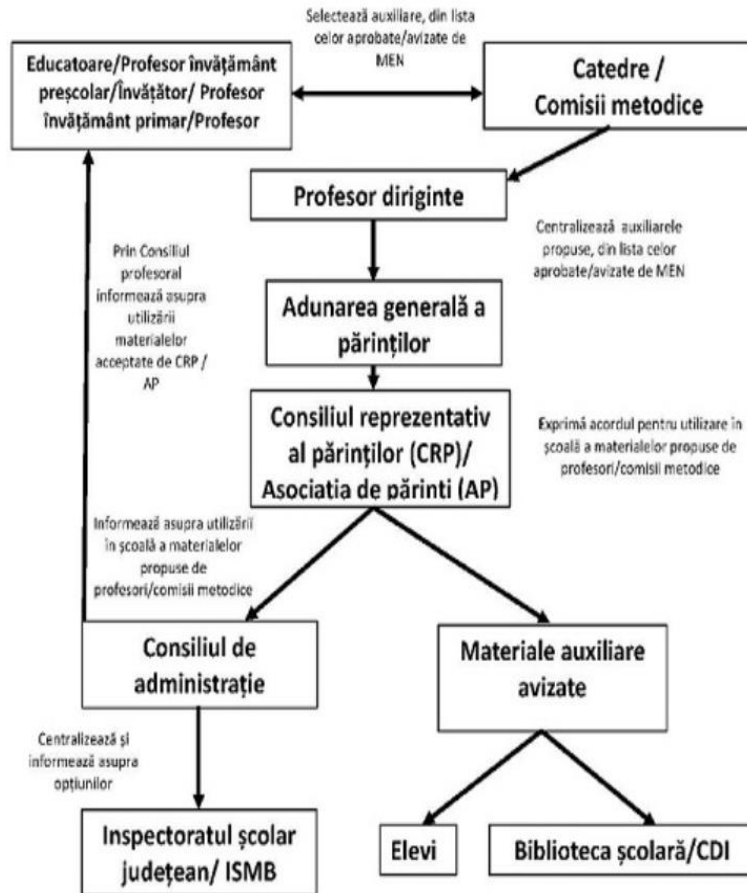 Selectează auxiliare, din lista
celor aprobate/avizate de
MEN
Educatoare/Profesor învățământ
preșcolar/Învățător/ Profesor
învățământ primar/Profesor
Catedre /
Comisii metodice
Profesor diriginte
Centralizează auxiliarele
propuse, din lista celor
aprobate/avizate de MEN
Prin Consiliul
profesoral
informează asupra
utilizării
materialelor
acceptate de CRP /
AP
Adunarea generală a
părinților
Consiliul reprezentativ
al părinților (CRP)/
Asociatia de părinti (AP)
Exprimă acordul pentru utilizare în
școală a materialelor propuse de
profesori/comisii metodice
Informează asupra utilizării
în școală a materialelor
propuse de
profesori/comisii metodice
Consiliul de
administrație
Materiale auxiliare
avizate
Centralizează și
informează asupra
opțiunilor
Inspectoratul școlar
județean/ ISMB
Elevi
Biblioteca școlară/CDI